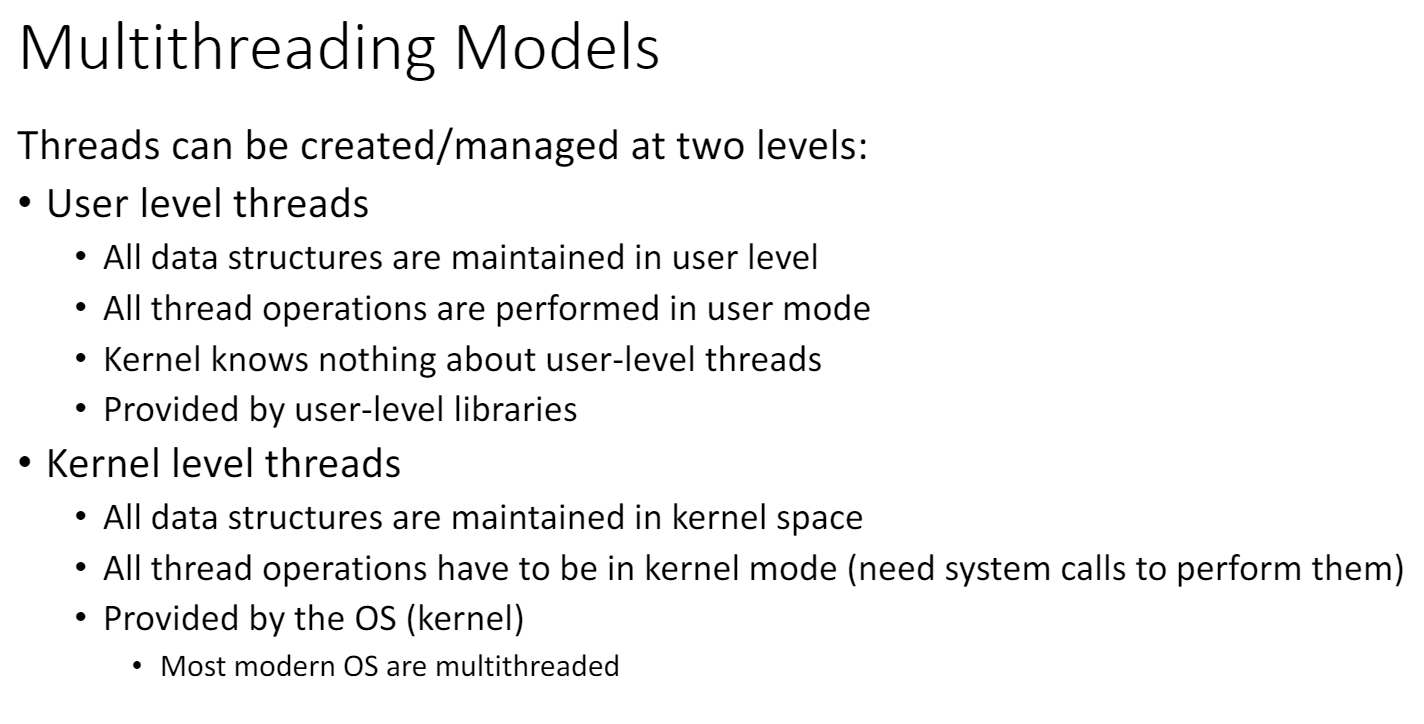 Multithreading Models
Threads can be created/managed at two levels:
• User level threads
• All data structures are maintained in user level
• All thread operations are performed in user mode
• Kernel knows nothing about user-level threads
• Provided by user-level libraries
• Kernel level threads
• All data structures are maintained in kernel space
• All thread operations have to be in kernel mode (need system calls to perform them)
• Provided by the OS (kernel)
• Most modern OS are multithreaded